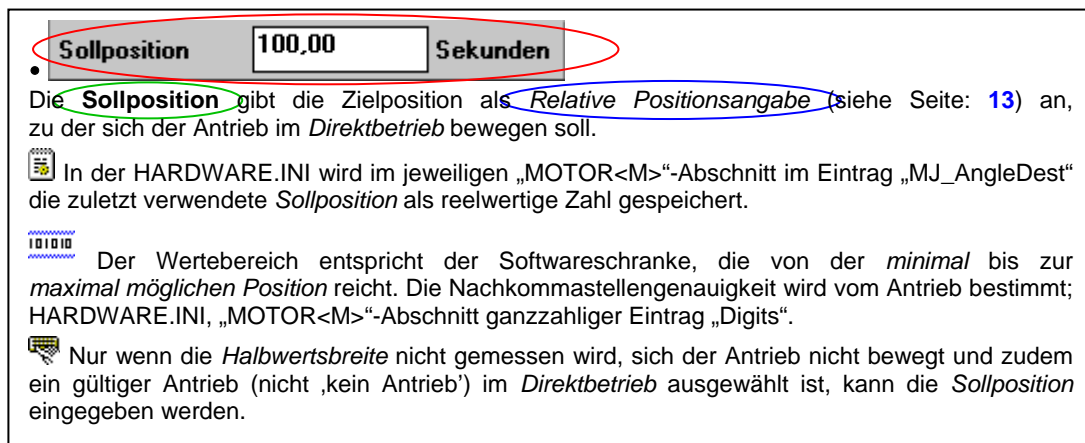 Sollposition 100,00 Sekunden
• Die Sollposition gibt die Zielposition als Relative Positionsangabe (siehe Seite: 13) an,
zu der sich der Antrieb im Direktbetrieb bewegen soll.
In der HARDWARE.INI wird im jeweiligen „MOTOR<M>“-Abschnitt im Eintrag „MJ_AngleDest“
die zuletzt verwendete Sollposition als reelwertige Zahl gespeichert.
101010
Der Wertebereich entspricht der Softwareschranke, die von der minimal bis zur
maximal möglichen Position reicht. Die Nachkommastellengenauigkeit wird vom Antrieb bestimmt;
HARDWARE.INI, „MOTOR<M>“-Abschnitt ganzzahliger Eintrag „Digits“.
Nur wenn die Halbwertsbreite nicht gemessen wird, sich der Antrieb nicht bewegt und zudem
ein gültiger Antrieb (nicht ‚kein Antrieb’) im Direktbetrieb ausgewählt ist, kann die Sollposition
eingegeben werden.